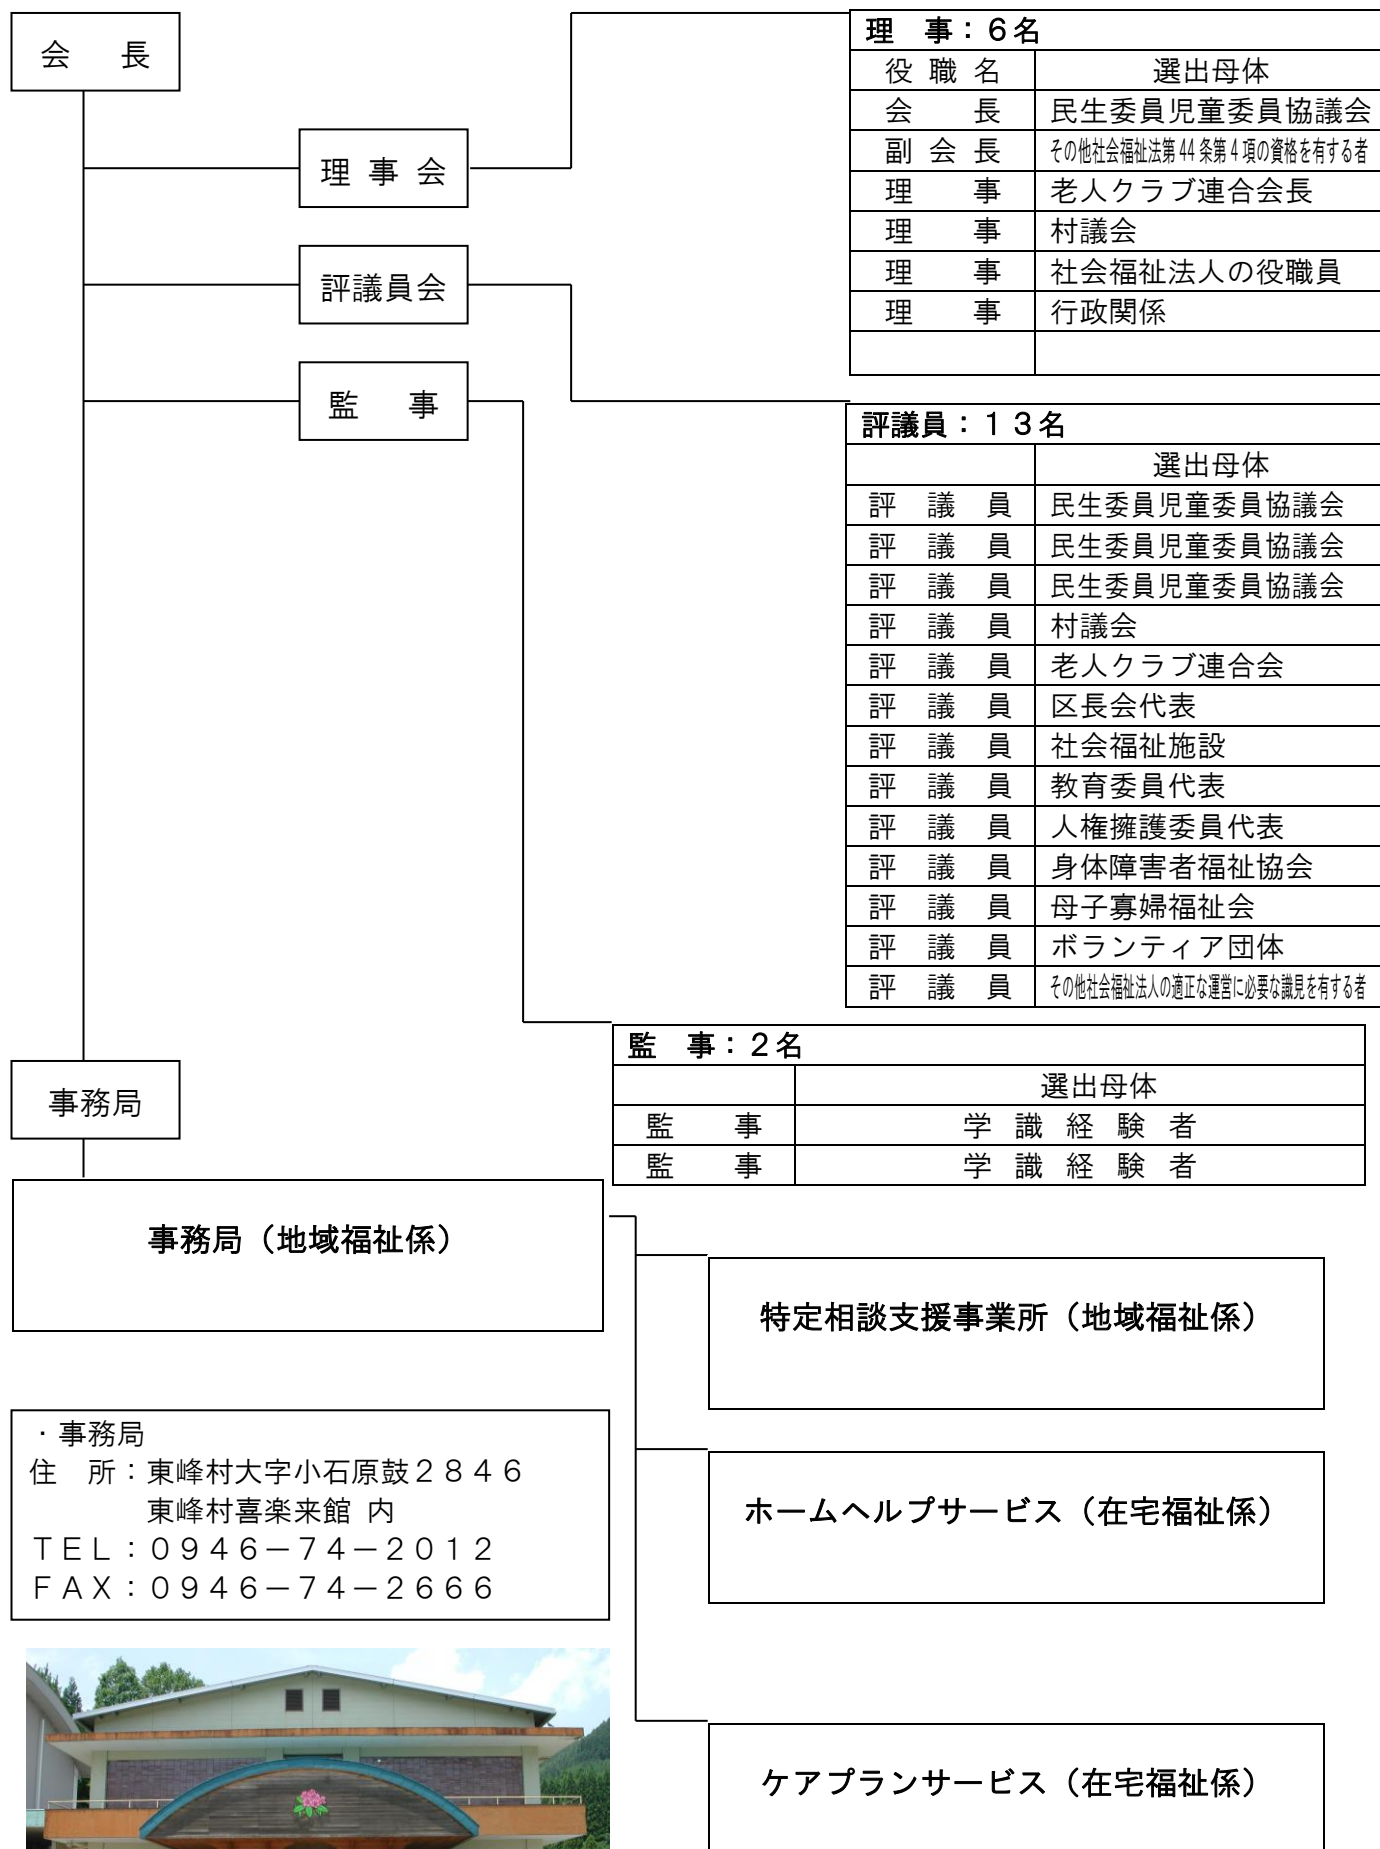 会　長
理 事 会
評議員会
監　事
理　事：６名
役 職 名　選出母体
会　　長　民生委員児童委員協議会
副 会 長　その他社会福祉法第44条第4項の資格を有する者
理　　事　老人クラブ連合会長
理　　事　村議会
理　　事　社会福祉法人の役職員
理　　事　行政関係
評議員：１３名
選出母体
評　議　員　民生委員児童委員協議会
評　議　員　民生委員児童委員協議会
評　議　員　民生委員児童委員協議会
評　議　員　村議会
評　議　員　老人クラブ連合会
評　議　員　区長会代表
評　議　員　社会福祉施設
評　議　員　教育委員代表
評　議　員　人権擁護委員代表
評　議　員　身体障害者福祉協会
評　議　員　母子寡婦福祉会
評　議　員　ボランティア団体
評　議　員　その他社会福祉法人の適正な運営に必要な識見を有する者
監　事：２名
選出母体
監　　事　学 識 経 験 者
監　　事　学 識 経 験 者
事務局
事務局（地域福祉係）
特定相談支援事業所（地域福祉係）
ホームヘルプサービス（在宅福祉係）
ケアプランサービス（在宅福祉係）
・事務局
住　所：東峰村大字小石原鼓２８４６
東峰村喜楽来館 内
ＴＥＬ：０９４６－７４－２０１２
ＦＡＸ：０９４６－７４－２６６６